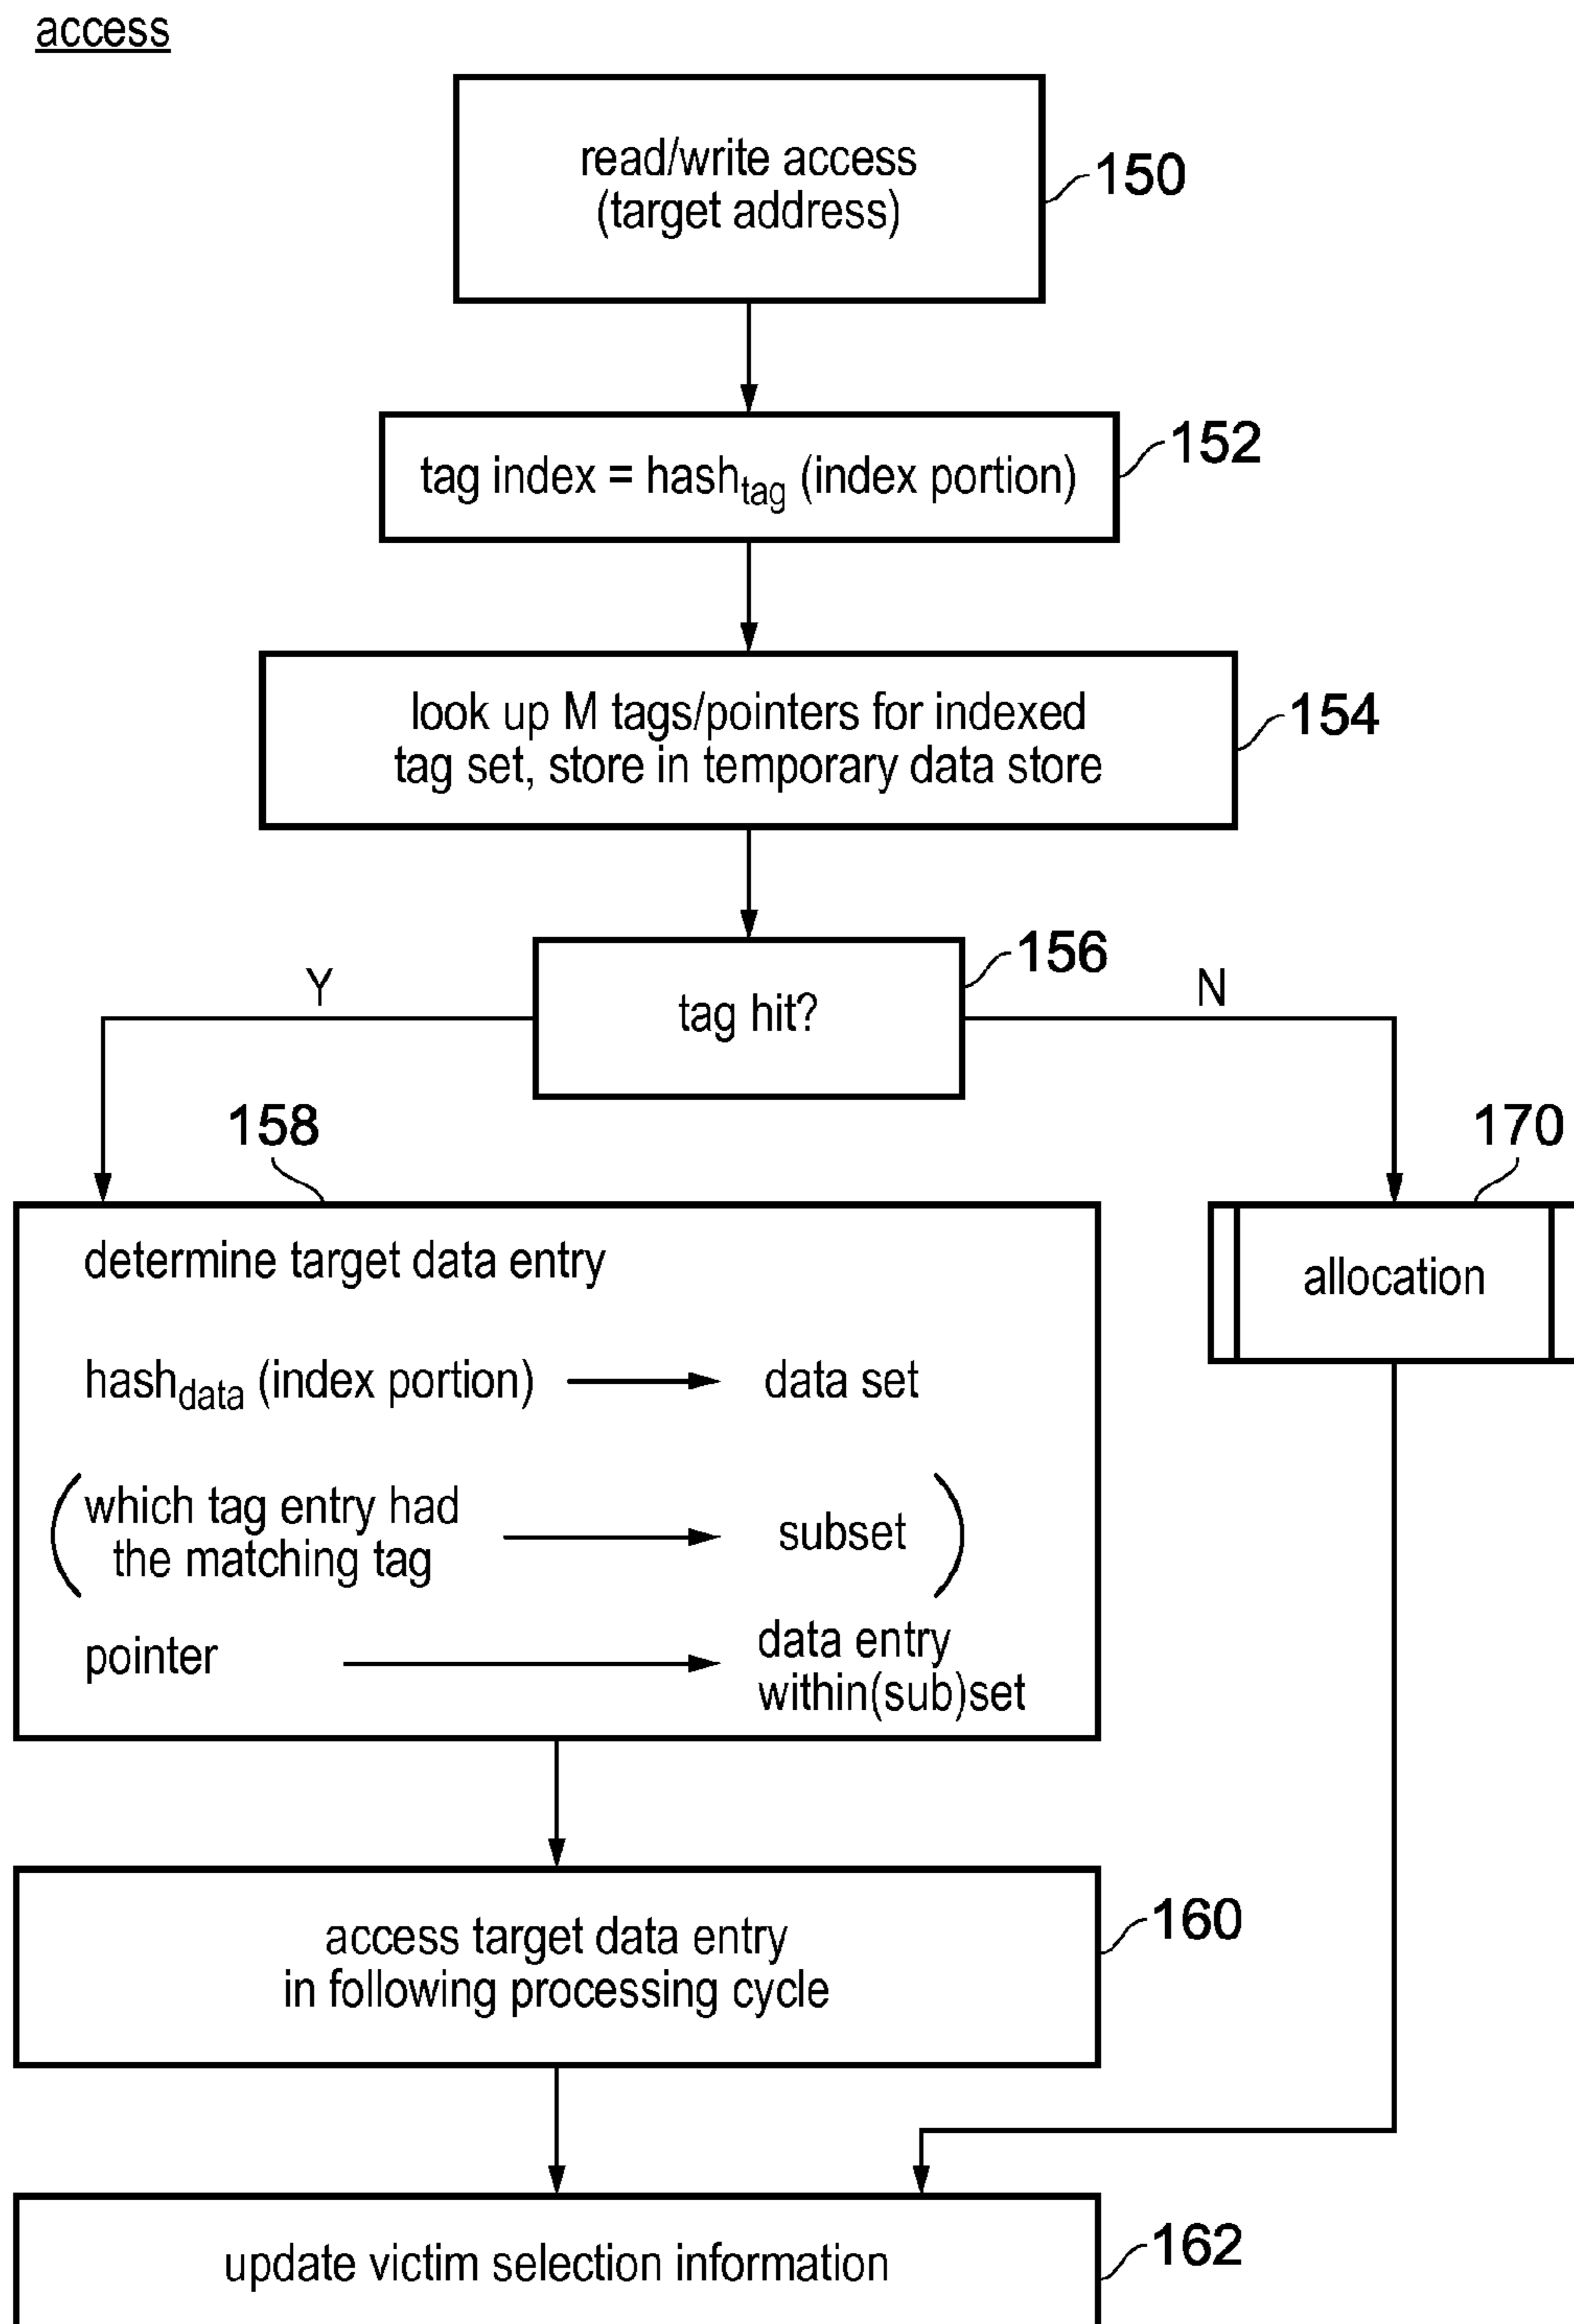 access
read/write access
(target address)
150
tag index = hashtag (index portion)
152
look up M tags/pointers for indexed
tag set, store in temporary data store
154
tag hit?
156
Y
N
158
170
determine target data entry
hashdata (index portion) data set
which tag entry had
the matching tag
subset
pointer
data entry
within(sub)set
allocation
access target data entry
in following processing cycle
160
update victim selection information
162